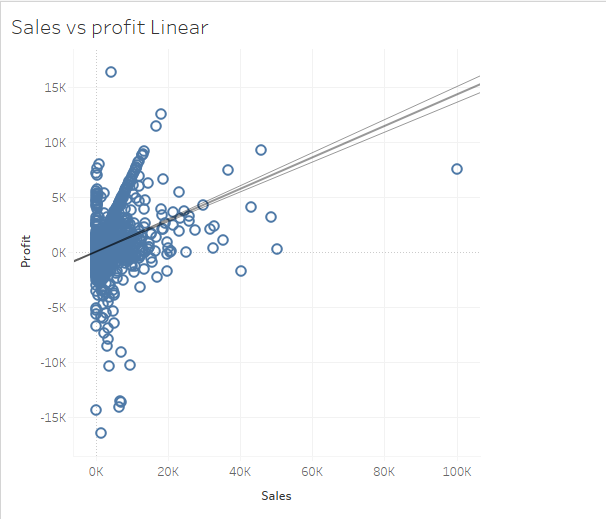 Sales vs profit Linear
15K
10K
5K
0K
-5K
-10K
-15K
Profit
0K 20K 40K 60K 80K 100K
Sales